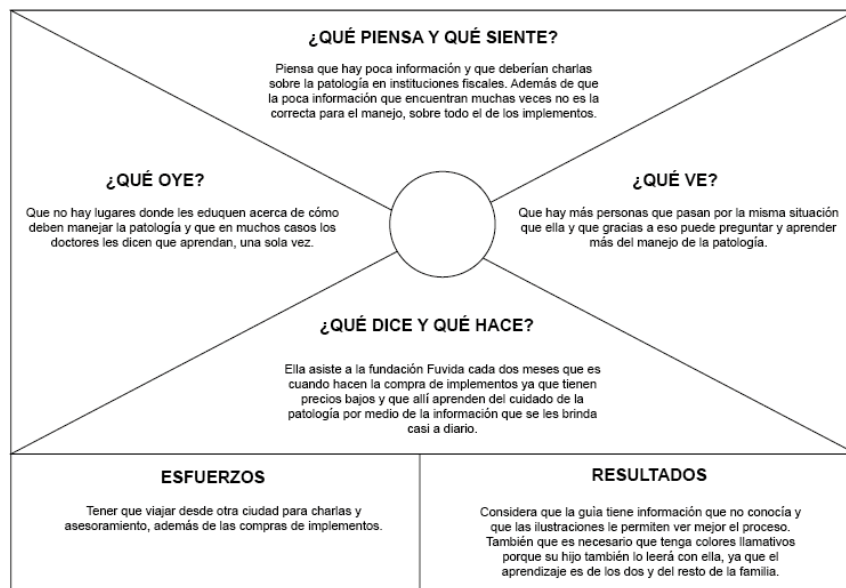 ¿QUÉ PIENSA Y QUÉ SIENTE?
Piensa que hay poca información y que deberían charlas
sobre la patología en instituciones fiscales. Además de que
la poca información que encuentran muchas veces no es la
correcta para el manejo, sobre todo el de los implementos.
¿QUÉ OYE?
Que no hay lugares donde les eduquen acerca de cómo
deben manejar la patología y que en muchos casos los
doctores les dicen que aprendan, una sola vez.
¿QUÉ VE?
Que hay más personas que pasan por la misma situación
que ella y que gracias a eso puede preguntar y aprender
más del manejo de la patología.
¿QUÉ DICE Y QUÉ HACE?
Ella asiste a la fundación Fuvida cada dos meses que es
cuando hacen la compra de implementos ya que tienen
precios bajos y que allí aprenden del cuidado de la
patología por medio de la información que se les brinda
casi a diario.
ESFUERZOS
Tener que viajar desde otra ciudad para charlas y
asesoramiento, además de las compras de implementos.
RESULTADOS
Considera que la guìa tiene información que no conocía y
que las ilustraciones le permiten ver mejor el proceso.
También que es necesario que tenga colores llamativos
porque su hijo también lo leerá con ella, ya que el
aprendizaje es de los dos y del resto de la familia.